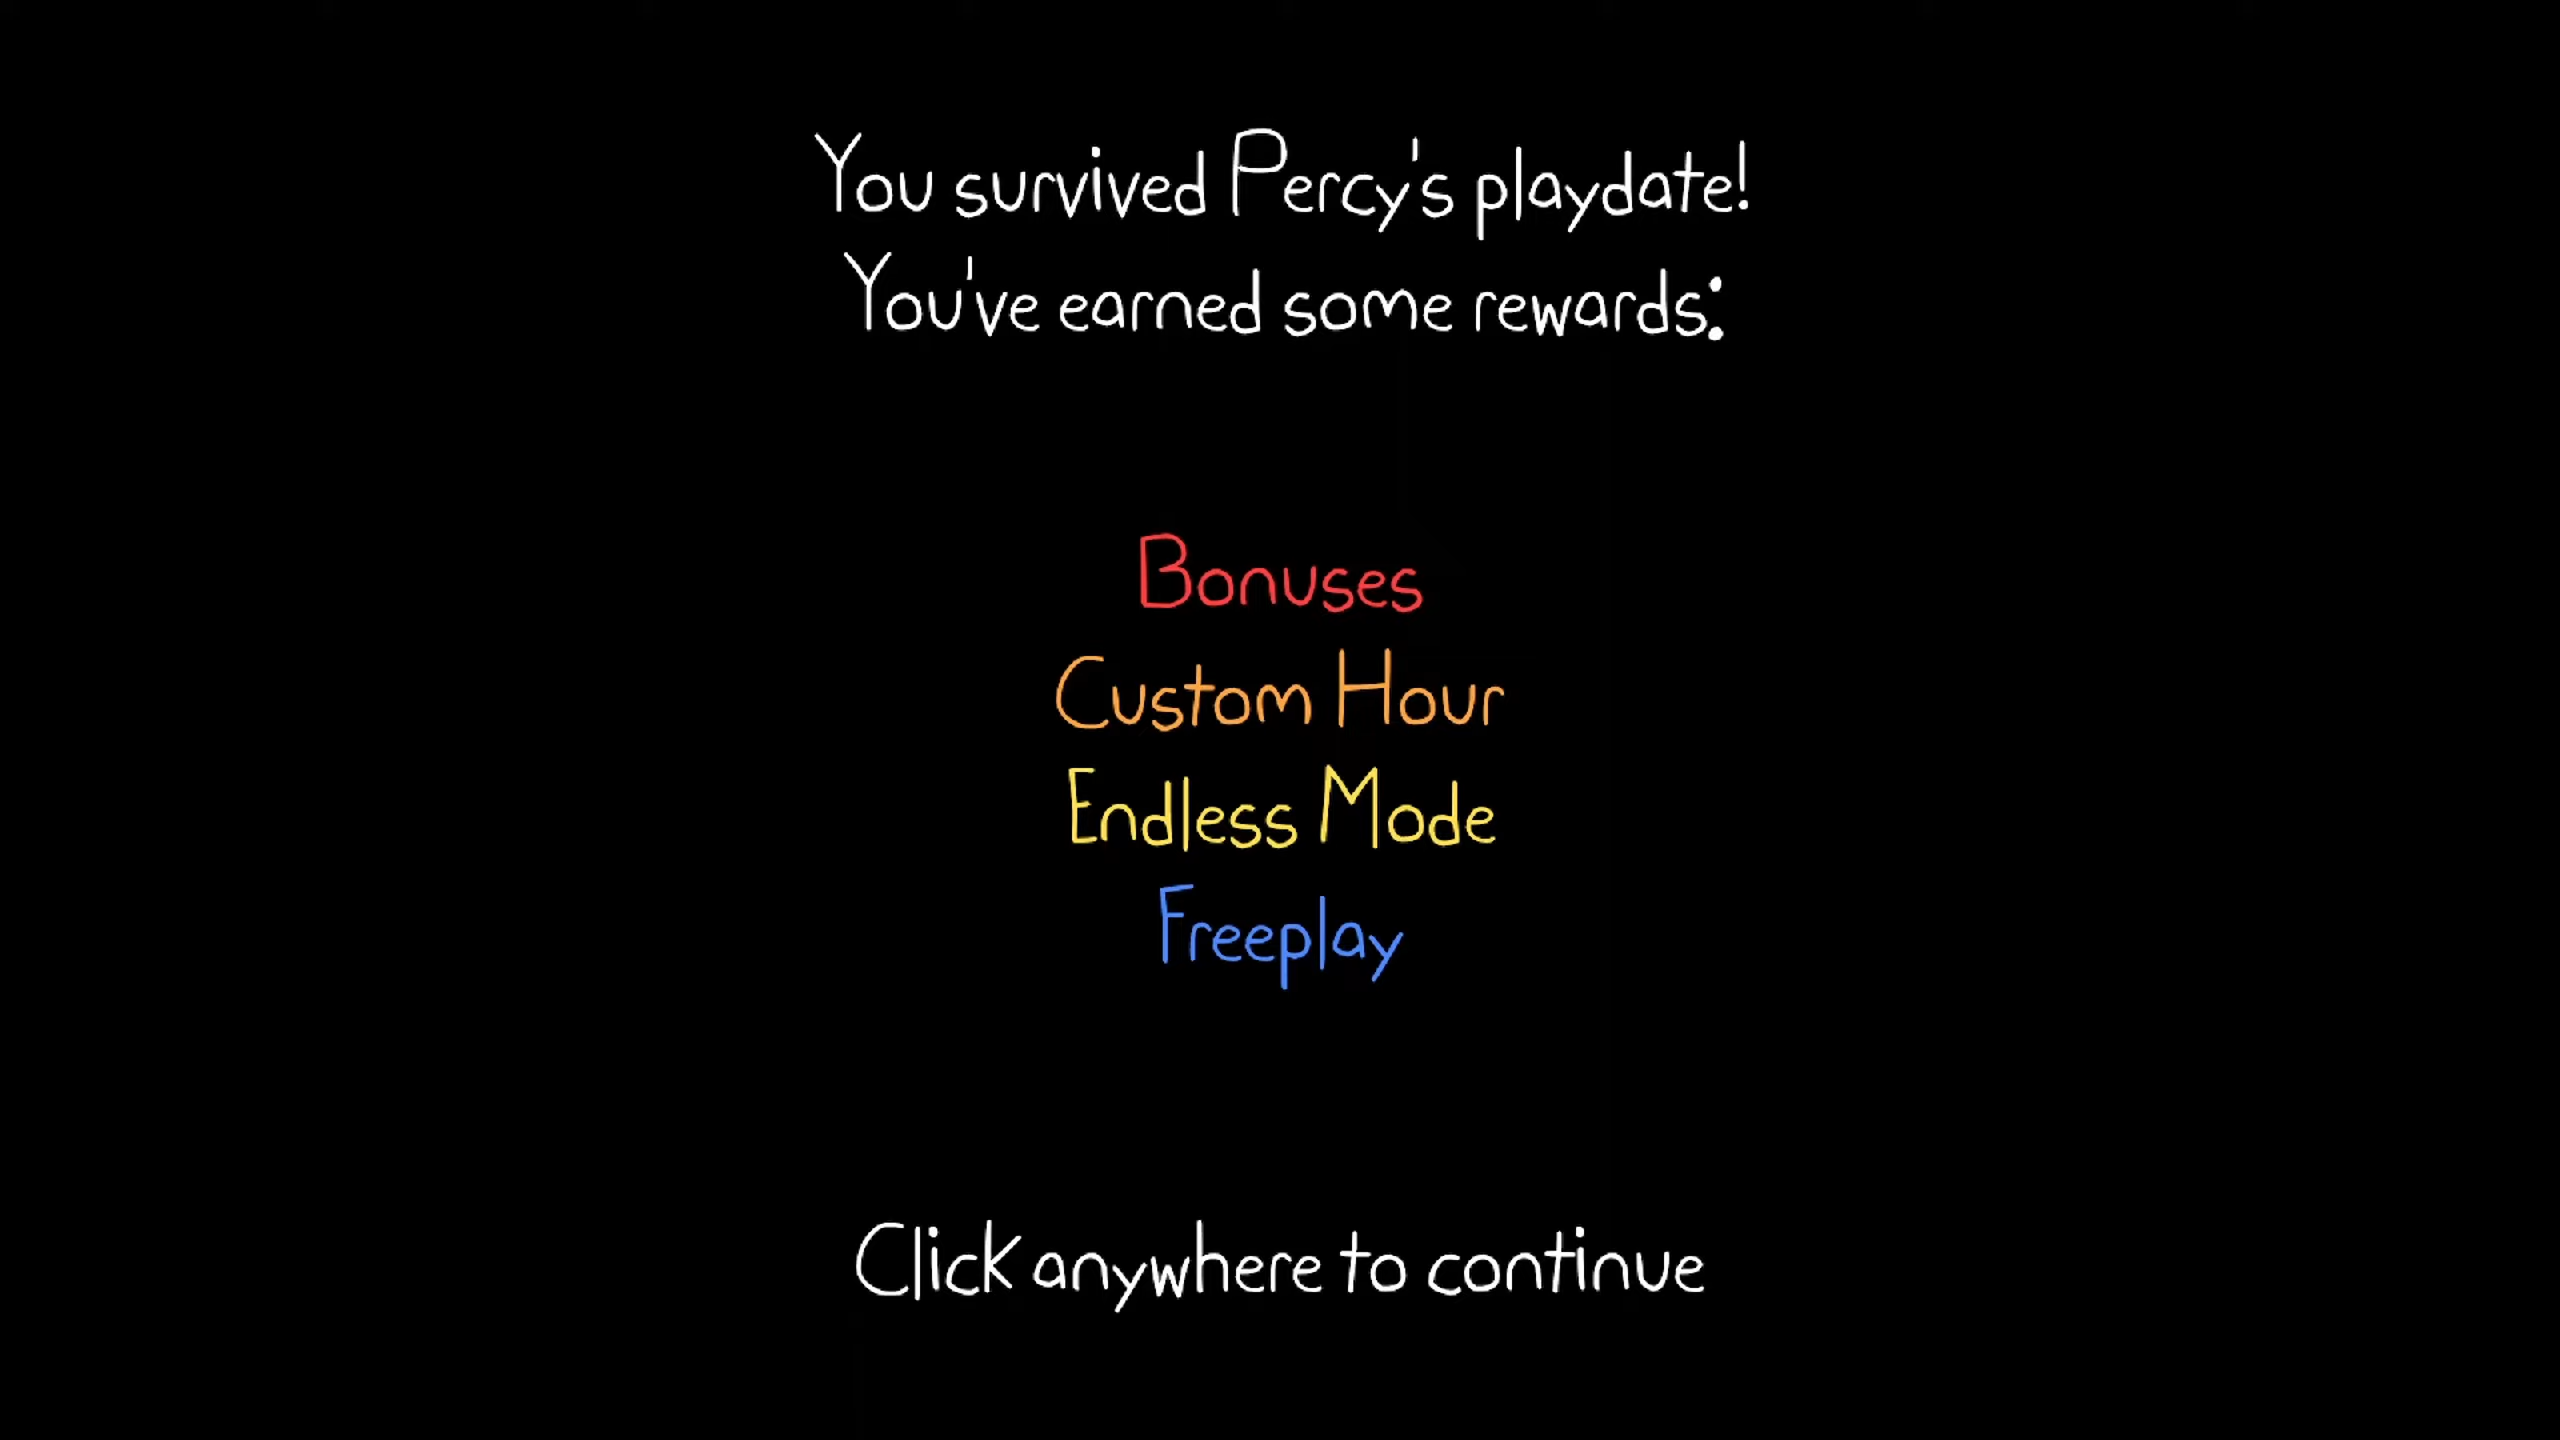 You survived Percy's playdate!
You've earned some rewards:
Bonuses
Custom Hour
Endless Mode
Freeplay
Click anywhere to continue